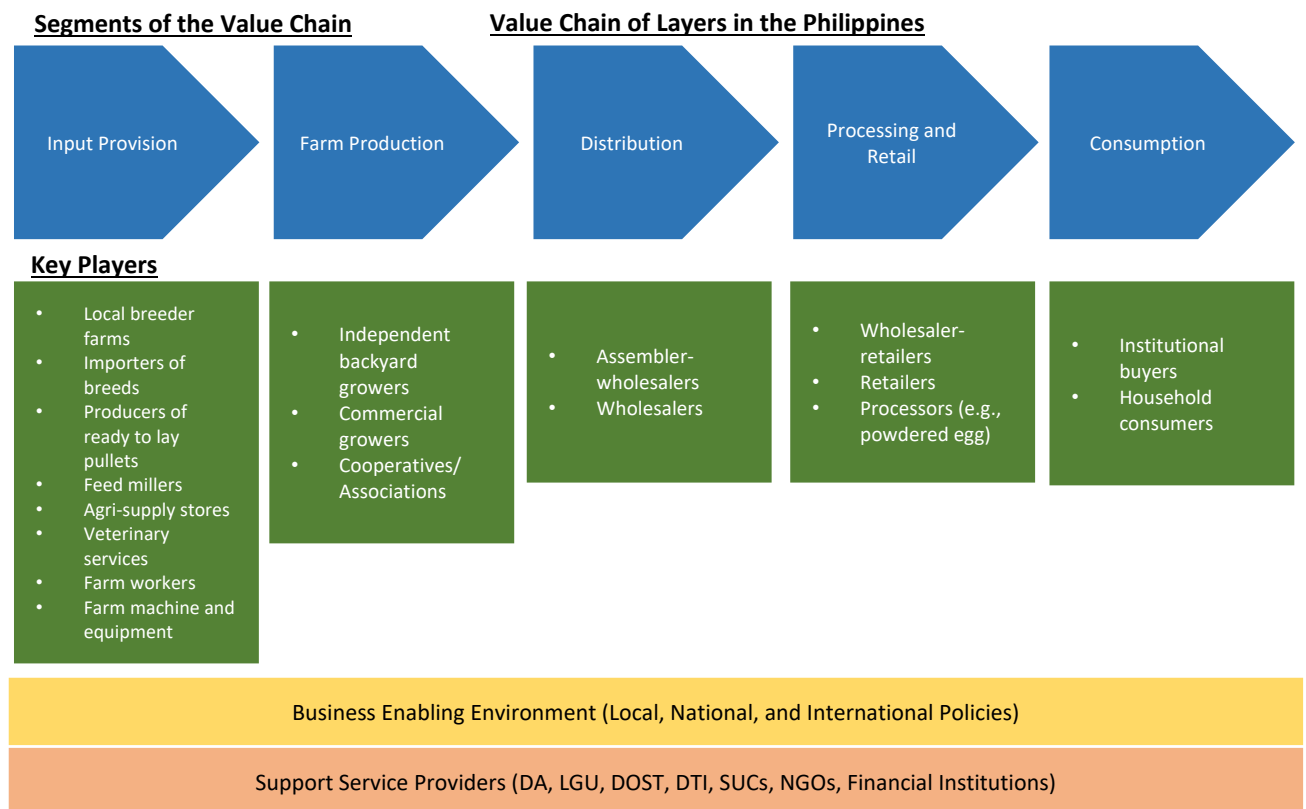 Segments of the Value Chain
Value Chain of Layers in the Philippines
Input Provision
Farm Production
Distribution
Processing and
Retail
Consumption
Key Players
• Local breeder
farms
• Importers of
breeds
• Producers of
ready to lay
pullets
• Feed millers
• Agri-supply stores
• Veterinary
services
• Farm workers
• Farm machine and
equipment
• Independent
backyard
growers
• Commercial
growers
• Cooperatives/
Associations
• Assembler-
wholesalers
• Wholesalers
• Wholesaler-
retailers
• Retailers
• Processors (e.g.,
powdered egg)
• Institutional
buyers
• Household
consumers
Business Enabling Environment (Local, National, and International Policies)
Support Service Providers (DA, LGU, DOST, DTI, SUCs, NGOs, Financial Institutions)